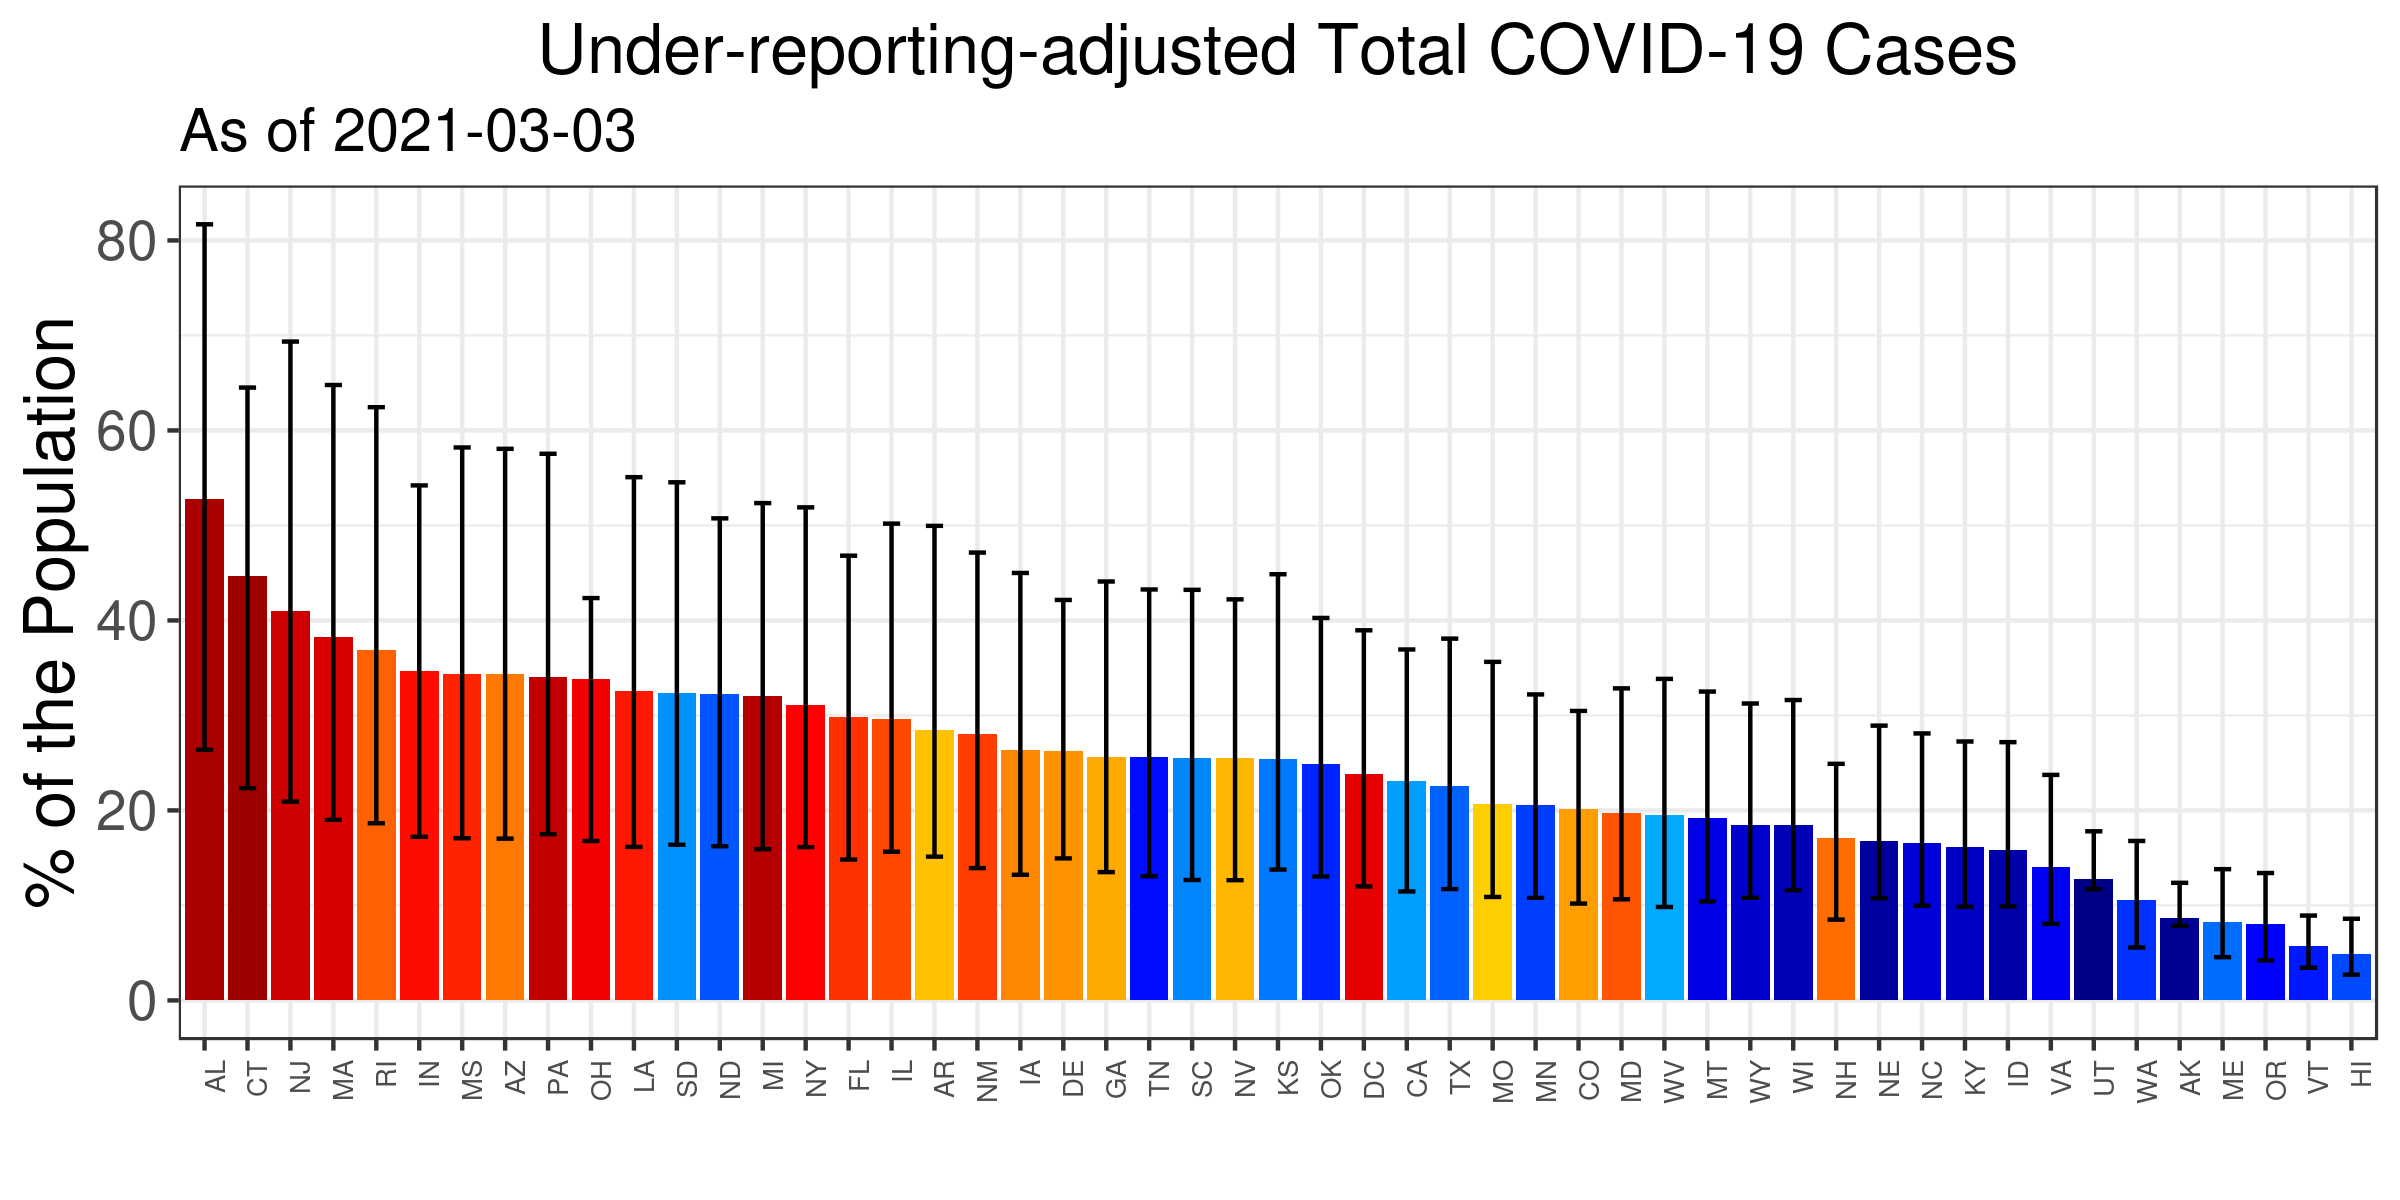 Under-reporting-adjusted Total COVID-19 Cases
As of 2021-03-03
% of the Population
80
60
40
20
0
AL CT NJ MA RI IN MS AZ PA OH LA SD ND MI NY FL IL AR NM IA DE GA TN SC NV KS OK DC CA TX MO MN CO MD WV MT WY WI NH NE NC KY ID VA UT WA AK ME OR VT HI